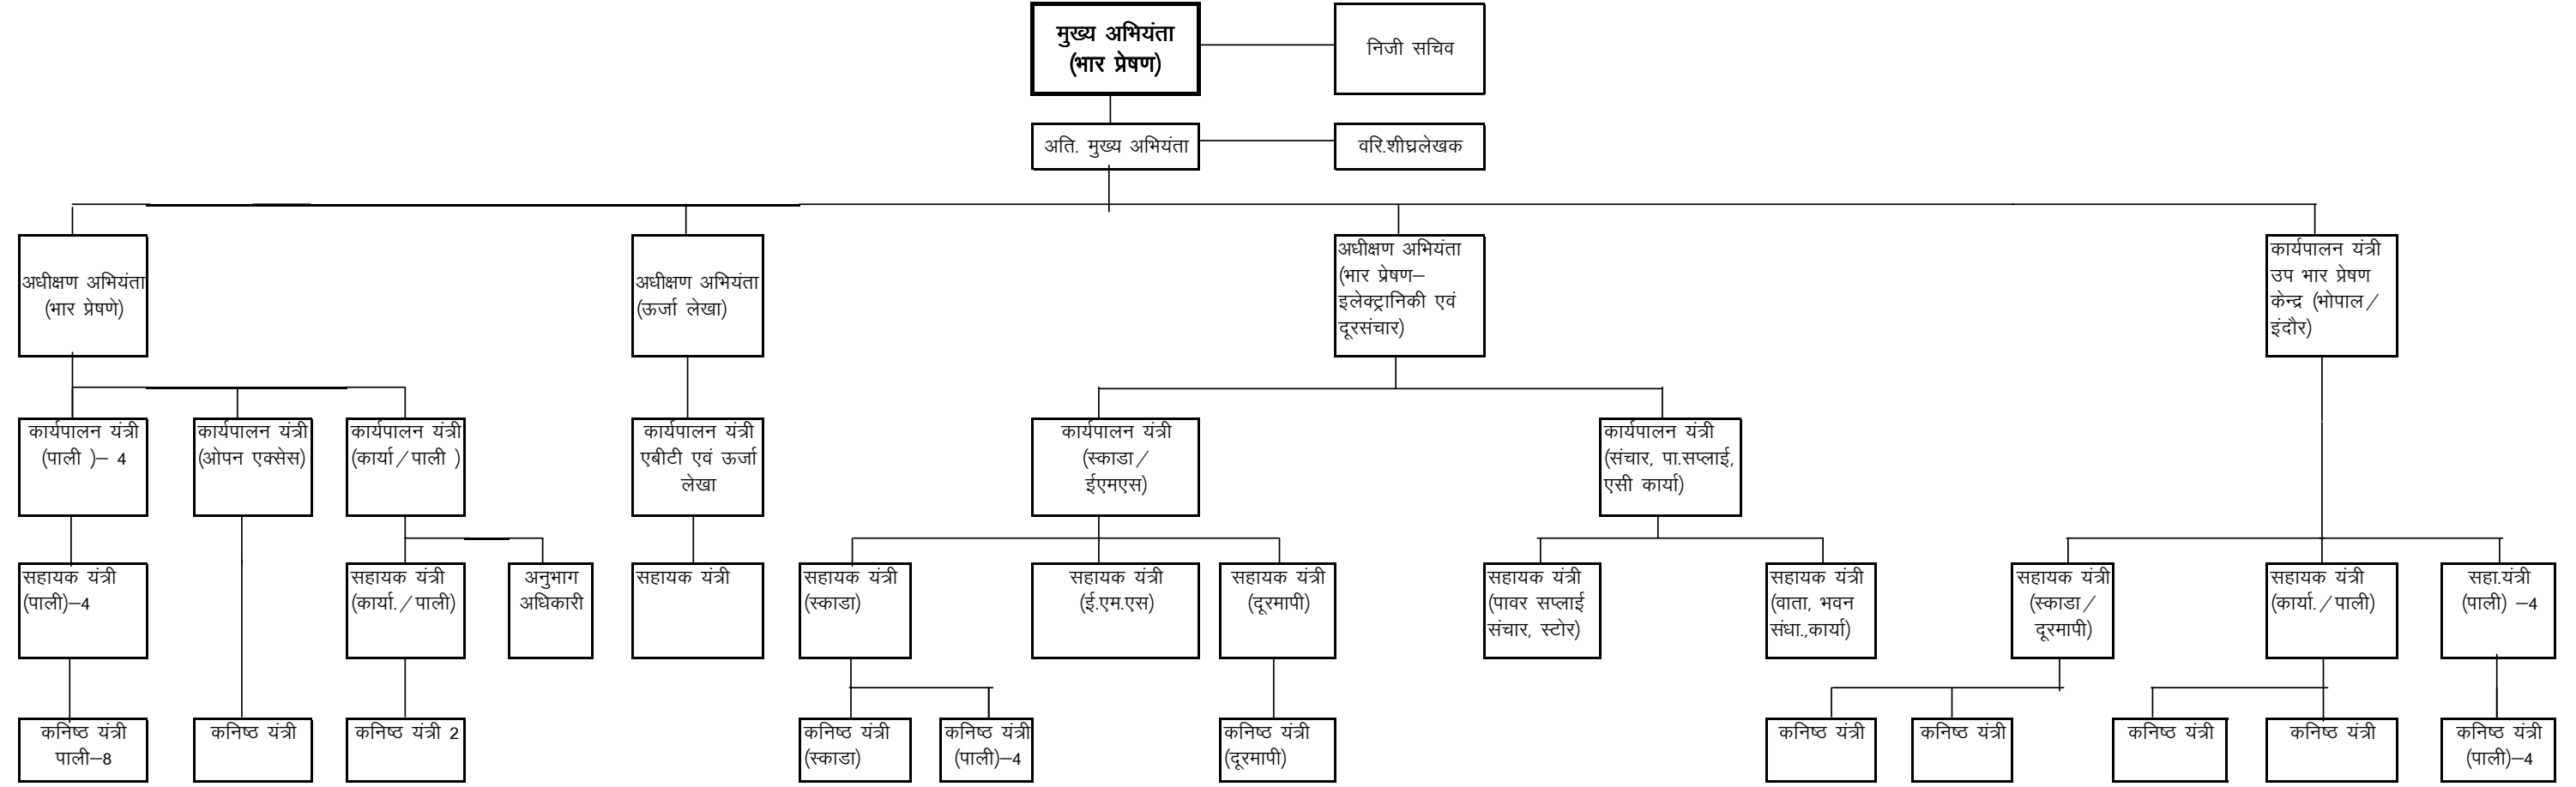 मुख्य अभियंता
(भार प्रेषण)
निजी सचिव
अति. मुख्य अभियंता
वरि.शीघ्रलेखक
अधीक्षण अभियंता
(भार प्रेषणे)
अधीक्षण अभियंता
(ऊर्जा लेखा)
अधीक्षण अभियंता
(भार प्रेषण–
इलेक्ट्रानिकी एवं
दूरसंचार)
कार्यपालन यंत्री
उप भार प्रेषण
केन्द्र (भोपाल/
इंदौर)
कार्यपालन यंत्री
(पाली )– 4
कार्यपालन यंत्री
(ओपन एक्सेस)
कार्यपालन यंत्री
(कार्या/पाली )
कार्यपालन यंत्री
एबीटी एवं ऊर्जा
लेखा
कार्यपालन यंत्री
(स्काडा/
ईएमएस)
कार्यपालन यंत्री
(संचार, पा.सप्लाई,
एसी कार्या)
सहायक यंत्री
(पाली)–4
सहायक यंत्री
(कार्या./पाली)
अनुभाग
अधिकारी
सहायक यंत्री
सहायक यंत्री
(स्काडा)
सहायक यंत्री
(ई.एम.एस)
सहायक यंत्री
(दूरमापी)
सहायक यंत्री
(पावर सप्लाई
संचार, स्टोर)
सहायक यंत्री
(वाता, भवन
संधा.,कार्या)
सहायक यंत्री
(स्काडा/
दूरमापी)
सहायक यंत्री
(कार्या./पाली)
सहा.यंत्री
(पाली) –4
कनिष्ठ यंत्री
पाली–8
कनिष्ठ यंत्री
कनिष्ठ यंत्री 2
कनिष्ठ यंत्री
(स्काडा)
कनिष्ठ यंत्री
(पाली)–4
कनिष्ठ यंत्री
(दूरमापी)
कनिष्ठ यंत्री
कनिष्ठ यंत्री
कनिष्ठ यंत्री
कनिष्ठ यंत्री
कनिष्ठ यंत्री
(पाली)–4